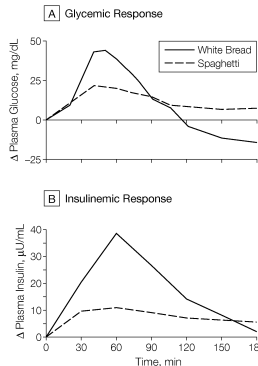 A Glycemic Response
Δ Plasma Glucose, mg/dL
50
25
0
−25
White Bread
Spaghetti
B Insulinemic Response
Δ Plasma Insulin, μU/mL
40
30
20
10
0
0 30 60 90 120 150 180
Time, min